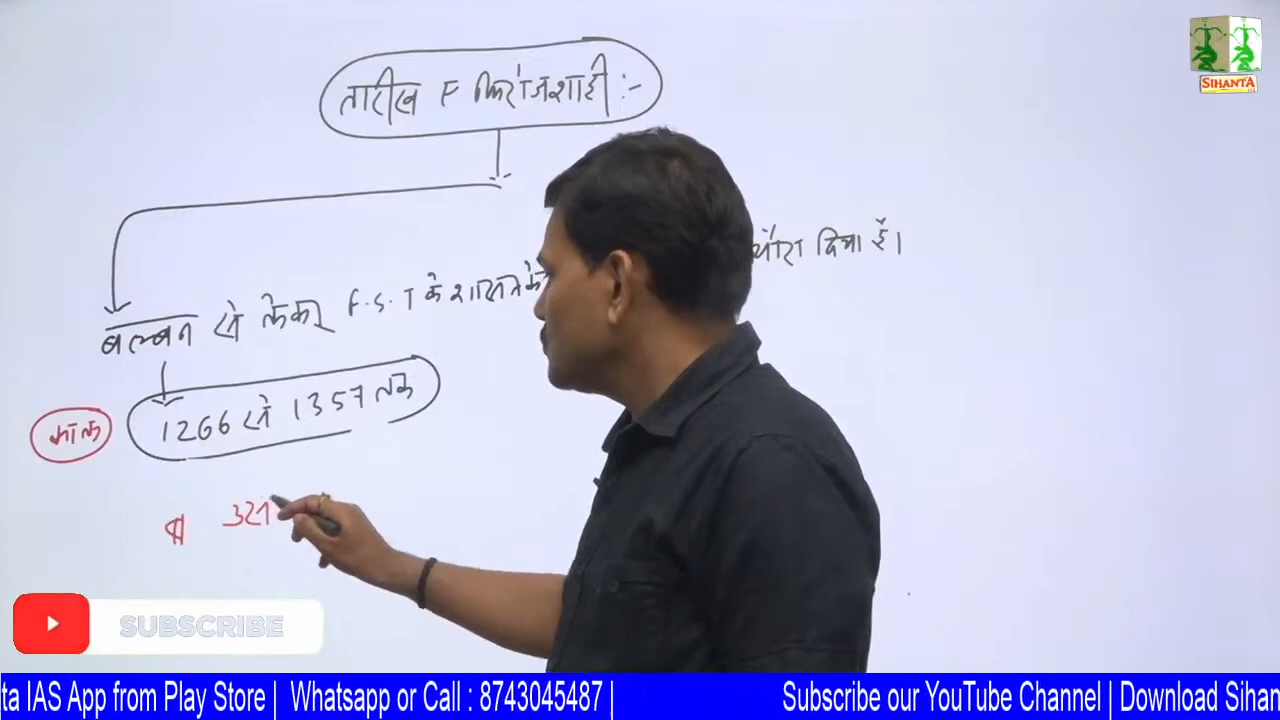 तारीख F फिरोजशाही :-
बल्बन से लेकर F.S.T के शासन के ब्यौरा दिया है।
1266 से 1357 तक
काल
SUBSCRIBE
SIHANTA
IAS
ta IAS App from Play Store | Whatsapp or Call : 8743045487 | Subscribe our YouTube Channel | Download Sihan